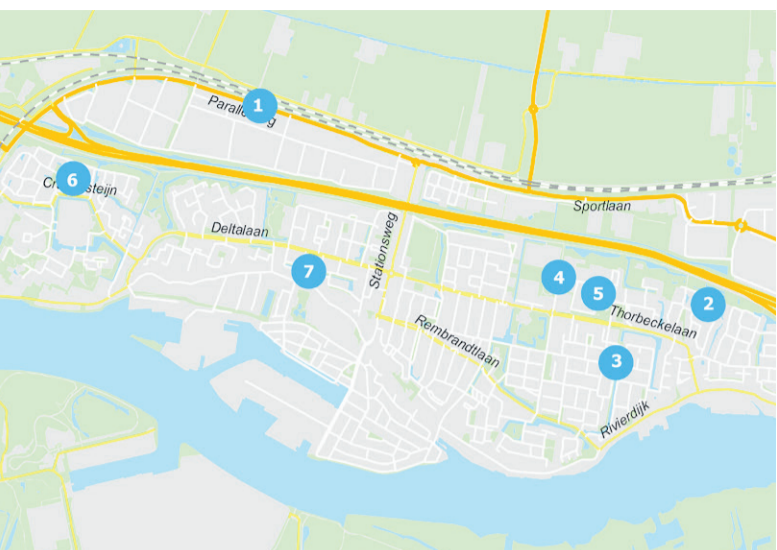 1
6
Deltalaan
Stationsweg
Sportlaan
7
4
5
2
Thorbeckelaan
Rembrandtlaan
3
Rivierdijk